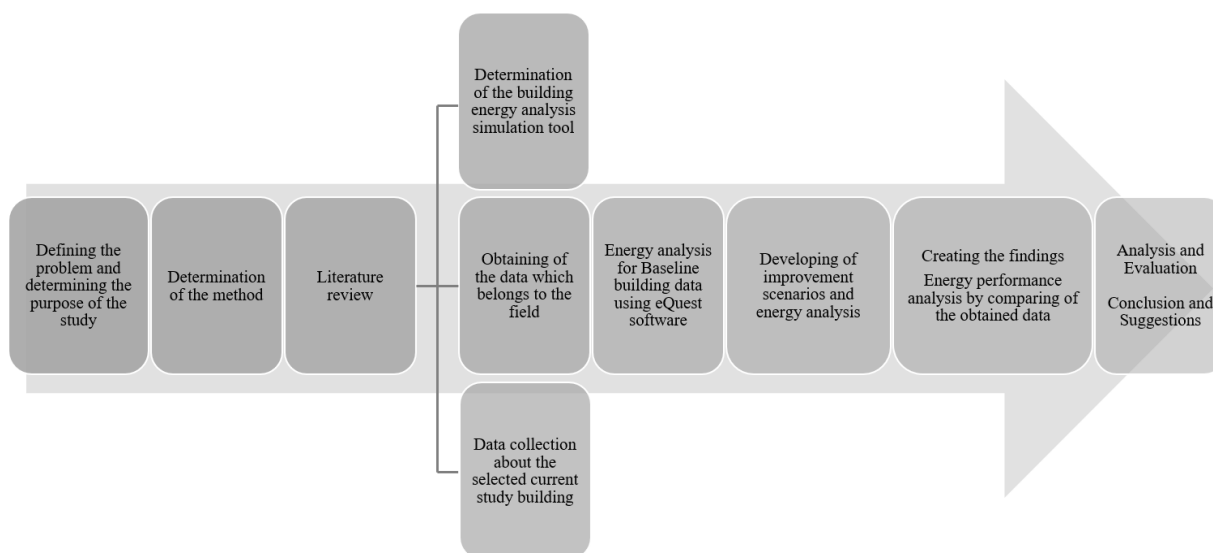 Determination
of the building
energy analysis
simulation tool
Defining the
problem and
determining the
purpose of the
study
Determination
of the method
Literature
review
Obtaining of
the data which
belongs to the
field
Energy analysis
for Baseline
building data
using eQuest
software
Developing of
improvement
scenarios and
energy analysis
Creating the findings
Energy performance
analysis by comparing of
the obtained data
Analysis and
Evaluation
Conclusion and
Suggestions
Data collection
about the
selected current
study building